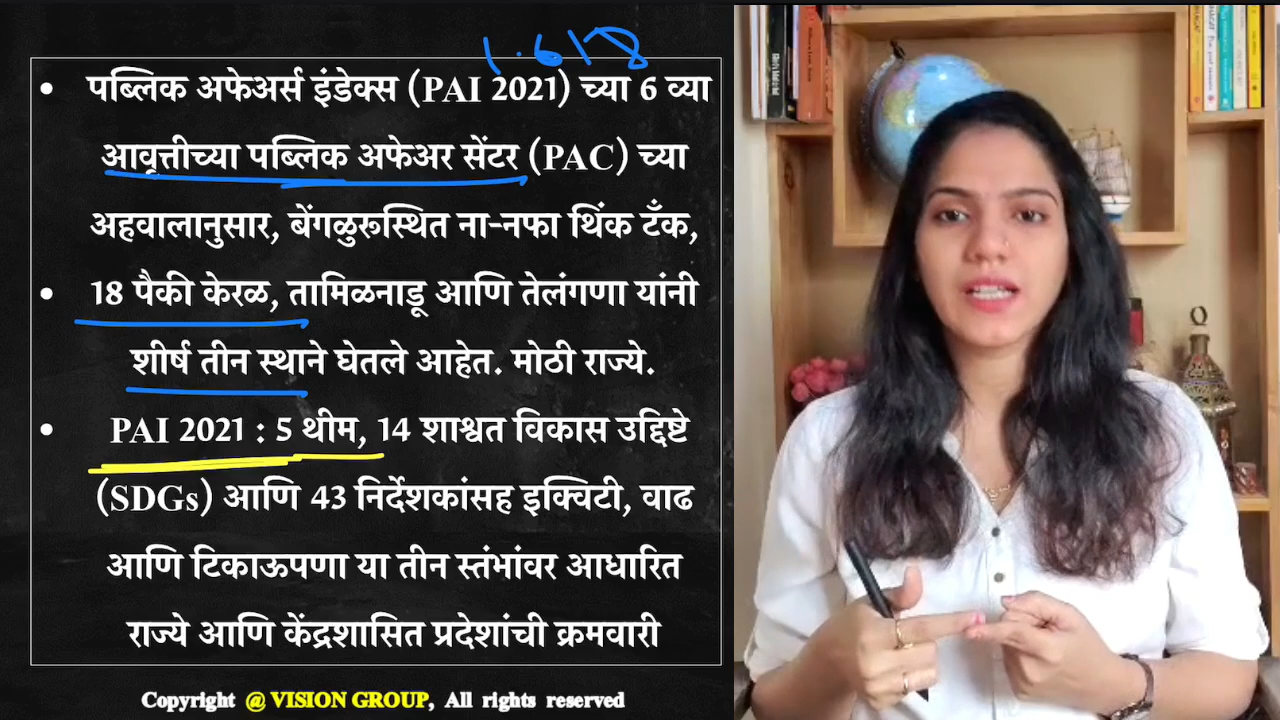 1.618
• पब्लिक अफेअर्स इंडेक्स (PAI 2021) च्या 6 व्या
आवृत्तीच्या पब्लिक अफेअर सेंटर (PAC) च्या
अहवालानुसार, बेंगळुरूस्थित ना-नफा थिंक टँक,
• 18 पैकी केरळ, तामिळनाडू आणि तेलंगणा यांनी
शीर्ष तीन स्थाने घेतले आहेत. मोठी राज्ये.
• PAI 2021 : 5 थीम, 14 शाश्वत विकास उद्दिष्टे
(SDGs) आणि 43 निर्देशकांसह इक्विटी, वाढ
आणि टिकाऊपणा या तीन स्तंभांवर आधारित
राज्ये आणि केंद्रशासित प्रदेशांची क्रमवारी
Copyright @ VISION GROUP, All rights reserved